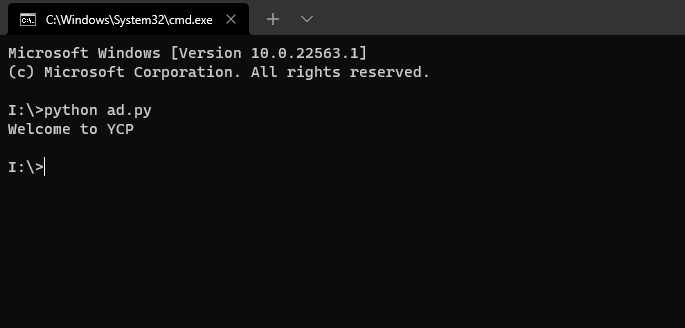 C:\Windows\System32\cmd.exe
Microsoft Windows [Version 10.0.22563.1]
(c) Microsoft Corporation. All rights reserved.
I:\>python ad.py
Welcome to YCP
I:\>